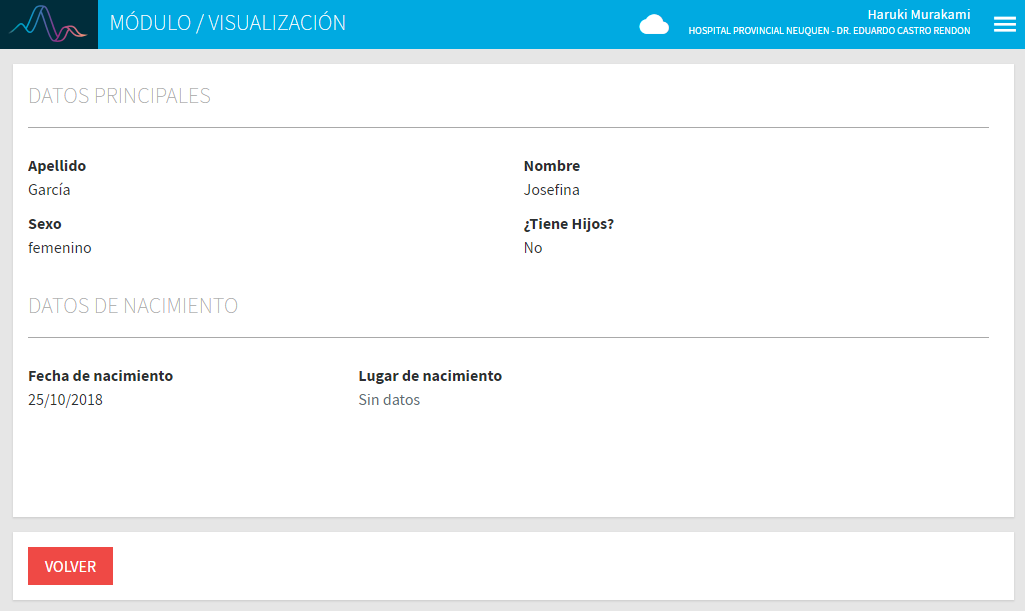 MÓDULO / VISUALIZACIÓN
Haruki Murakami
HOSPITAL PROVINCIAL NEUQUEN - DR. EDUARDO CASTRO RENDON
DATOS PRINCIPALES
Apellido
García
Nombre
Josefina
Sexo
femenino
¿Tiene Hijos?
No
DATOS DE NACIMIENTO
Fecha de nacimiento
25/10/2018
Lugar de nacimiento
Sin datos
VOLVER